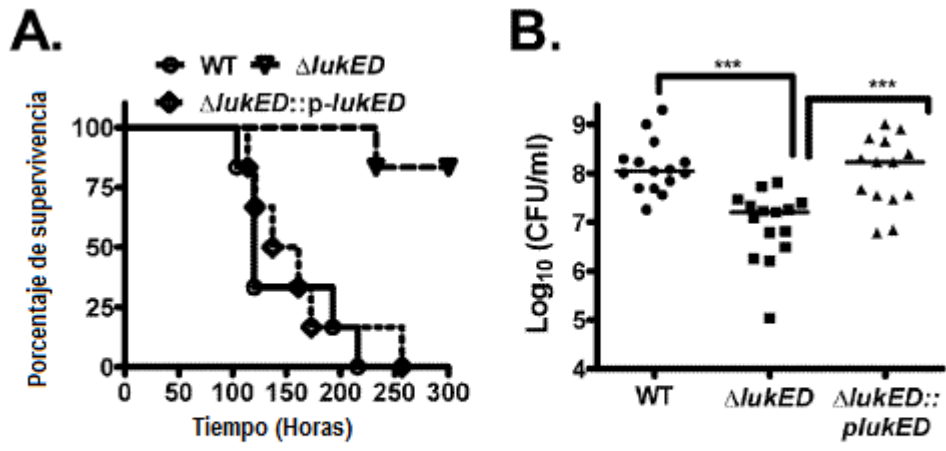 A.
WT ΔlukED
ΔlukED::p-lukED
Porcentaje de supervivencia
100
75
50
25
0
0 50 100 150 200 250 300
Tiempo (Horas)
B.
***
***
Log10 (CFU/ml)
9
8
7
6
5
4
WT ΔlukED ΔlukED::
plukED